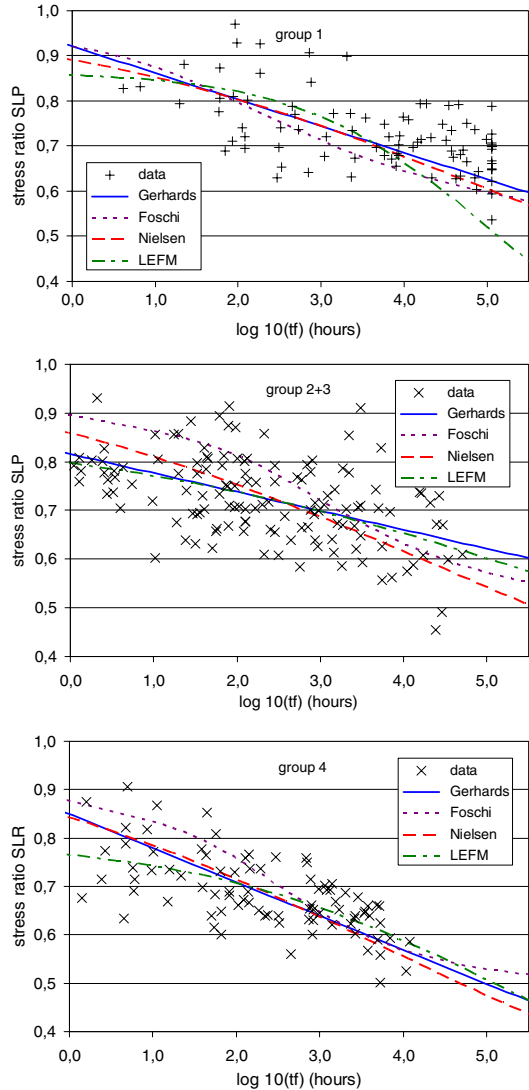 1,0
group 1
0,9
0,8
stress ratio SLP
0,7
data
0,6
Gerhards
Foschi
0,5
Nielsen
LEFM
0,4
0,0 1,0 2,0 3,0 4,0 5,0
log 10(tf) (hours)
1,0
group 2+3
data
0,9
Gerhards
Foschi
0,8
Nielsen
LEFM
stress ratio SLP
0,7
0,6
0,5
0,4
0,0 1,0 2,0 3,0 4,0 5,0
log 10(tf) (hours)
1,0
group 4
data
0,9
Gerhards
Foschi
0,8
Nielsen
LEFM
stress ratio SLR
0,7
0,6
0,5
0,4
0,0 1,0 2,0 3,0 4,0 5,0
log 10(tf) (hours)